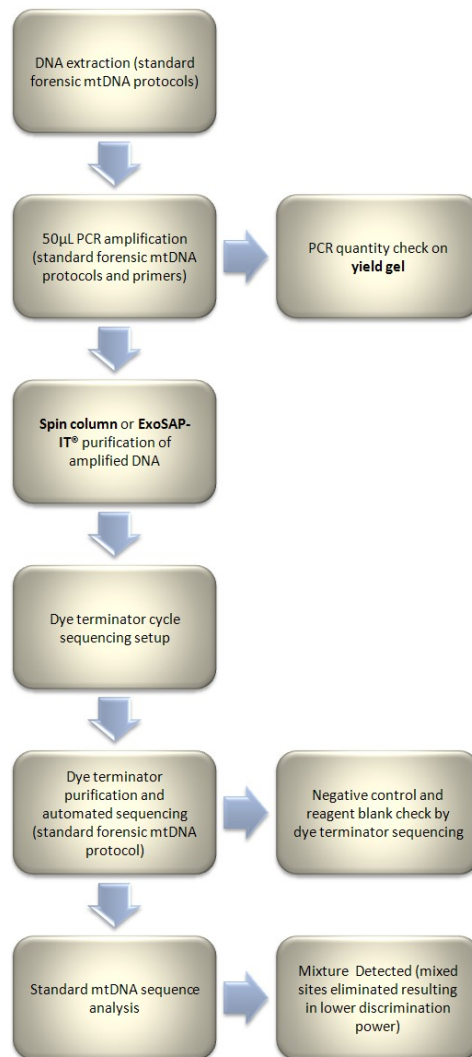 DNA extraction (standard
forensic mtDNA protocols)
50µL PCR amplification
(standard forensic mtDNA
protocols and primers)
PCR quantity check on
yield gel
Spin column or ExoSAP-
IT® purification of
amplified DNA
Dye terminator cycle
sequencing setup
Dye terminator
purification and
automated sequencing
(standard forensic mtDNA
protocol)
Negative control and
reagent blank check by
dye terminator sequencing
Standard mtDNA sequence
analysis
Mixture Detected (mixed
sites eliminated resulting
in lower discrimination
power)